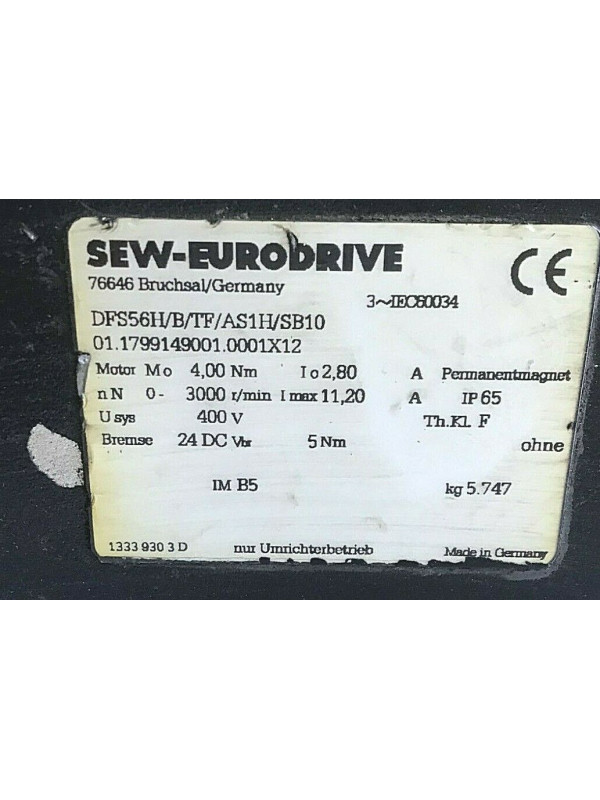 SEW-EURODRIVE
CE
76646 Bruchsal/Germany
3~IEC60034
DFS56H/B/TF/AS1H/SB10
01.1799149001.0001X12
Motor Mo 4,00 Nm Io 2,80 A Permanentmagnet
nN 0- 3000 r/min Imax 11,20 A IP 65
Usys 400 V Th.Kl. F
Bremse 24 DC Vbr 5 Nm ohne
IM B5 kg 5.747
1333 930 3 D nur Umrichterbetrieb Made in Germany